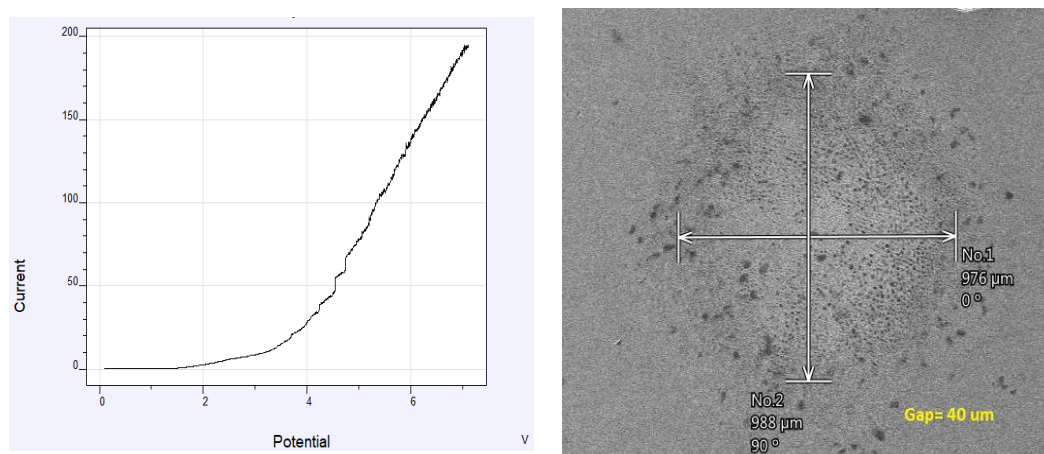 200
150
100
50
0
0
2
4
6
Current
Potential
V
No.1
976 µm
0 °
No.2
988 µm
90 °
Gap= 40 um